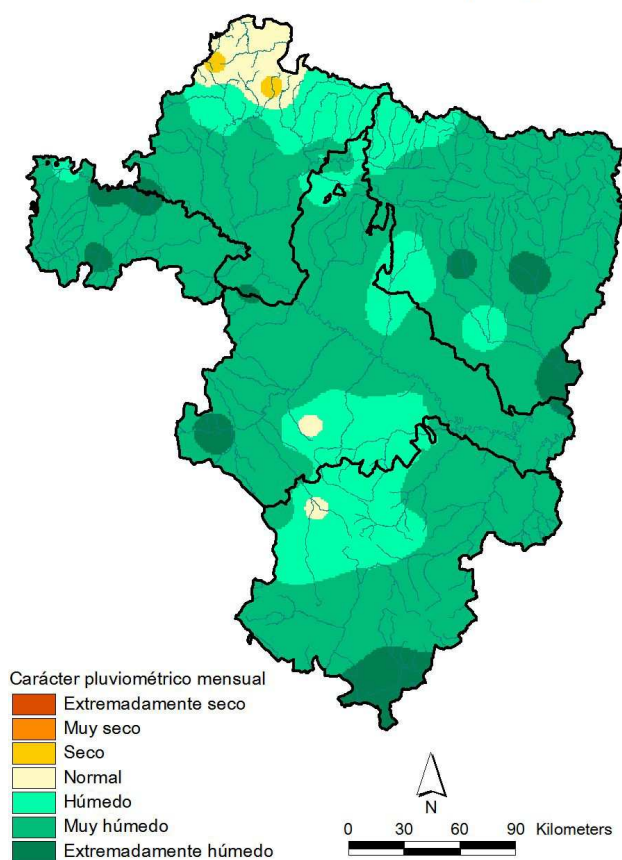 Carácter pluviométrico mensual
Extremadamente seco
Muy seco
Seco
Normal
Húmedo
Muy húmedo
Extremadamente húmedo
N
0 30 60 90 Kilometers